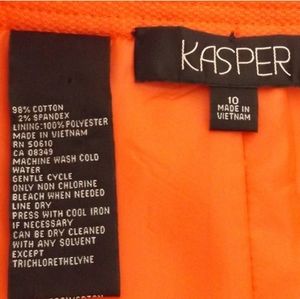 KASPER
10
MADE IN
VIETNAM
98% COTTON
2% SPANDEX
LINING:100% POLYESTER
MADE IN VIETNAM
RN 50610
CA 08349
MACHINE WASH COLD
WATER
GENTLE CYCLE
ONLY NON CHLORINE
BLEACH WHEN NEEDED
LINE DRY
PRESS WITH COOL IRON
IF NECESSARY
CAN BE DRY CLEANED
WITH ANY SOLVENT
EXCEPT
TRICHLORETHELYNE